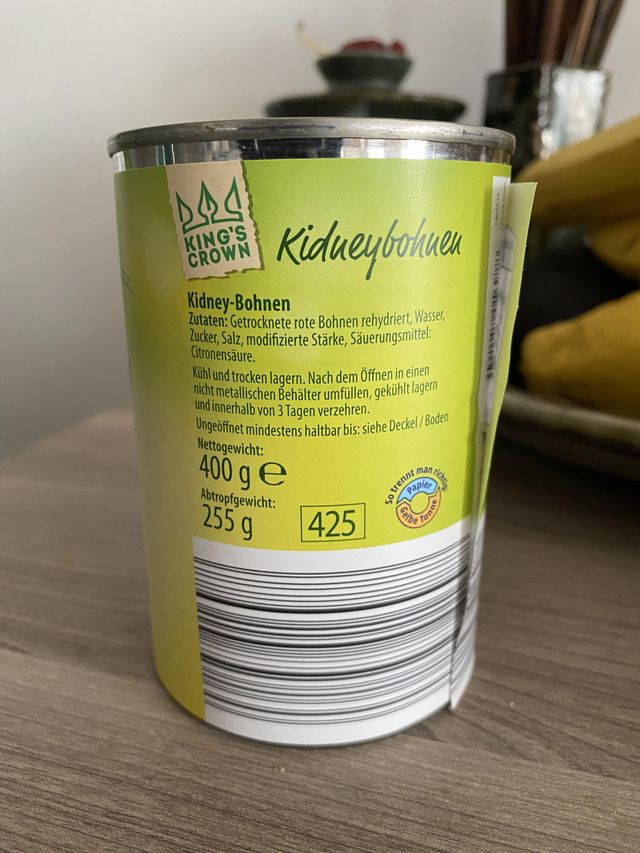 KING'S
CROWN
Kidneybohnen
Kidney-Bohnen
Zutaten: Getrocknete rote Bohnen rehydriert, Wasser,
Zucker, Salz, modifizierte Stärke, Säuerungsmittel:
Citronensäure.
Kühl und trocken lagern. Nach dem Öffnen in einen
nicht metallischen Behälter umfüllen, gekühlt lagern
und innerhalb von 3 Tagen verzehren.
Ungeöffnet mindestens haltbar bis: siehe Deckel / Boden
Nettogewicht:
400 g ℮
Abtropfgewicht:
255 g
425
So trennt man richtig
Papier
Gelbe Tonne